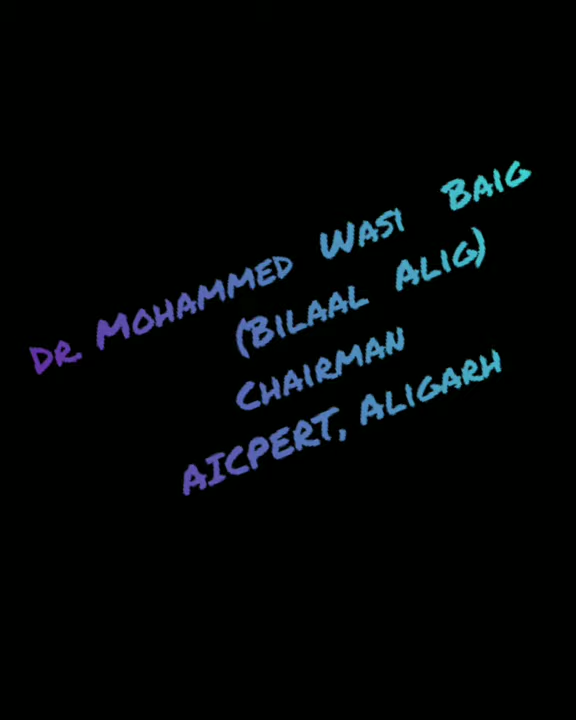 Dr. Mohammed Wasi Baig
(Bilaal Alig)
Chairman
AICPERT, Aligarh